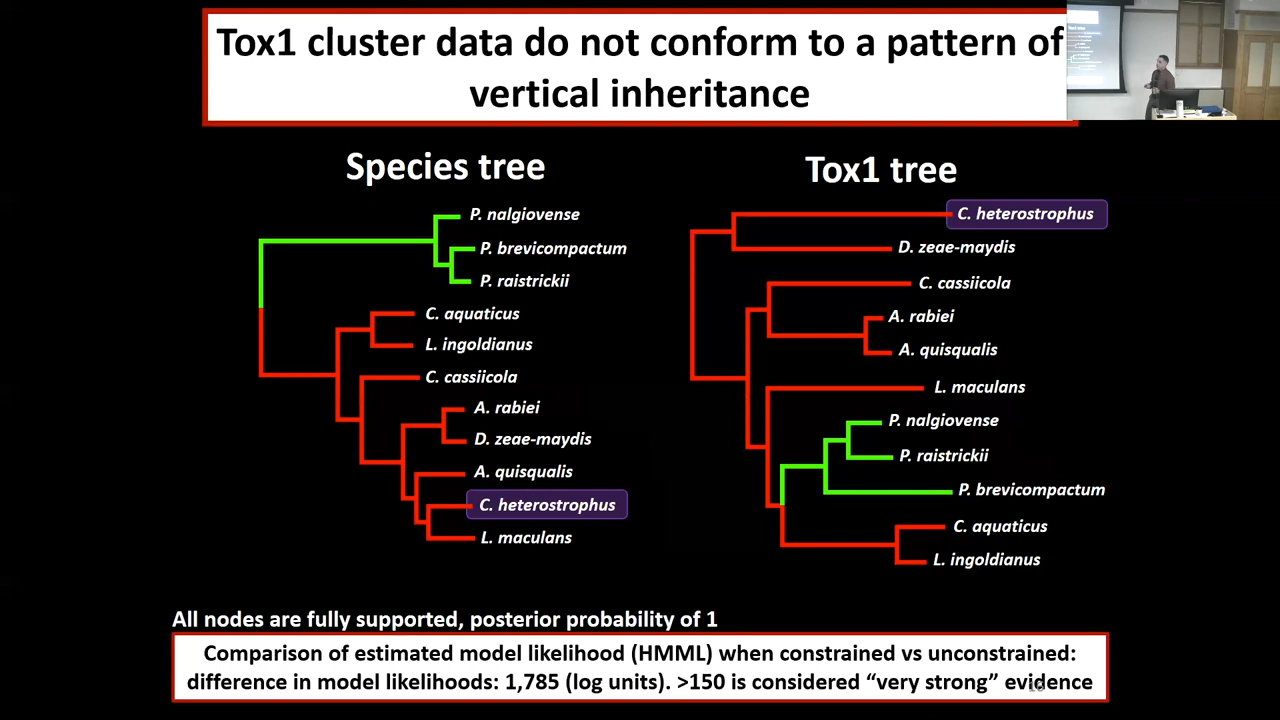 Tox1 cluster data do not conform to a pattern of
vertical inheritance
Species tree
P. nalgiovense
P. brevicompactum
P. raistrickii
C. aquaticus
L. ingoldianus
C. cassiicola
A. rabiei
D. zeae-maydis
A. quisqualis
C. heterostrophus
L. maculans
Tox1 tree
C. heterostrophus
D. zeae-maydis
C. cassiicola
A. rabiei
A. quisqualis
L. maculans
P. nalgiovense
P. raistrickii
P. brevicompactum
C. aquaticus
L. ingoldianus
All nodes are fully supported, posterior probability of 1
Comparison of estimated model likelihood (HMML) when constrained vs unconstrained:
difference in model likelihoods: 1,785 (log units). >150 is considered “very strong” evidence